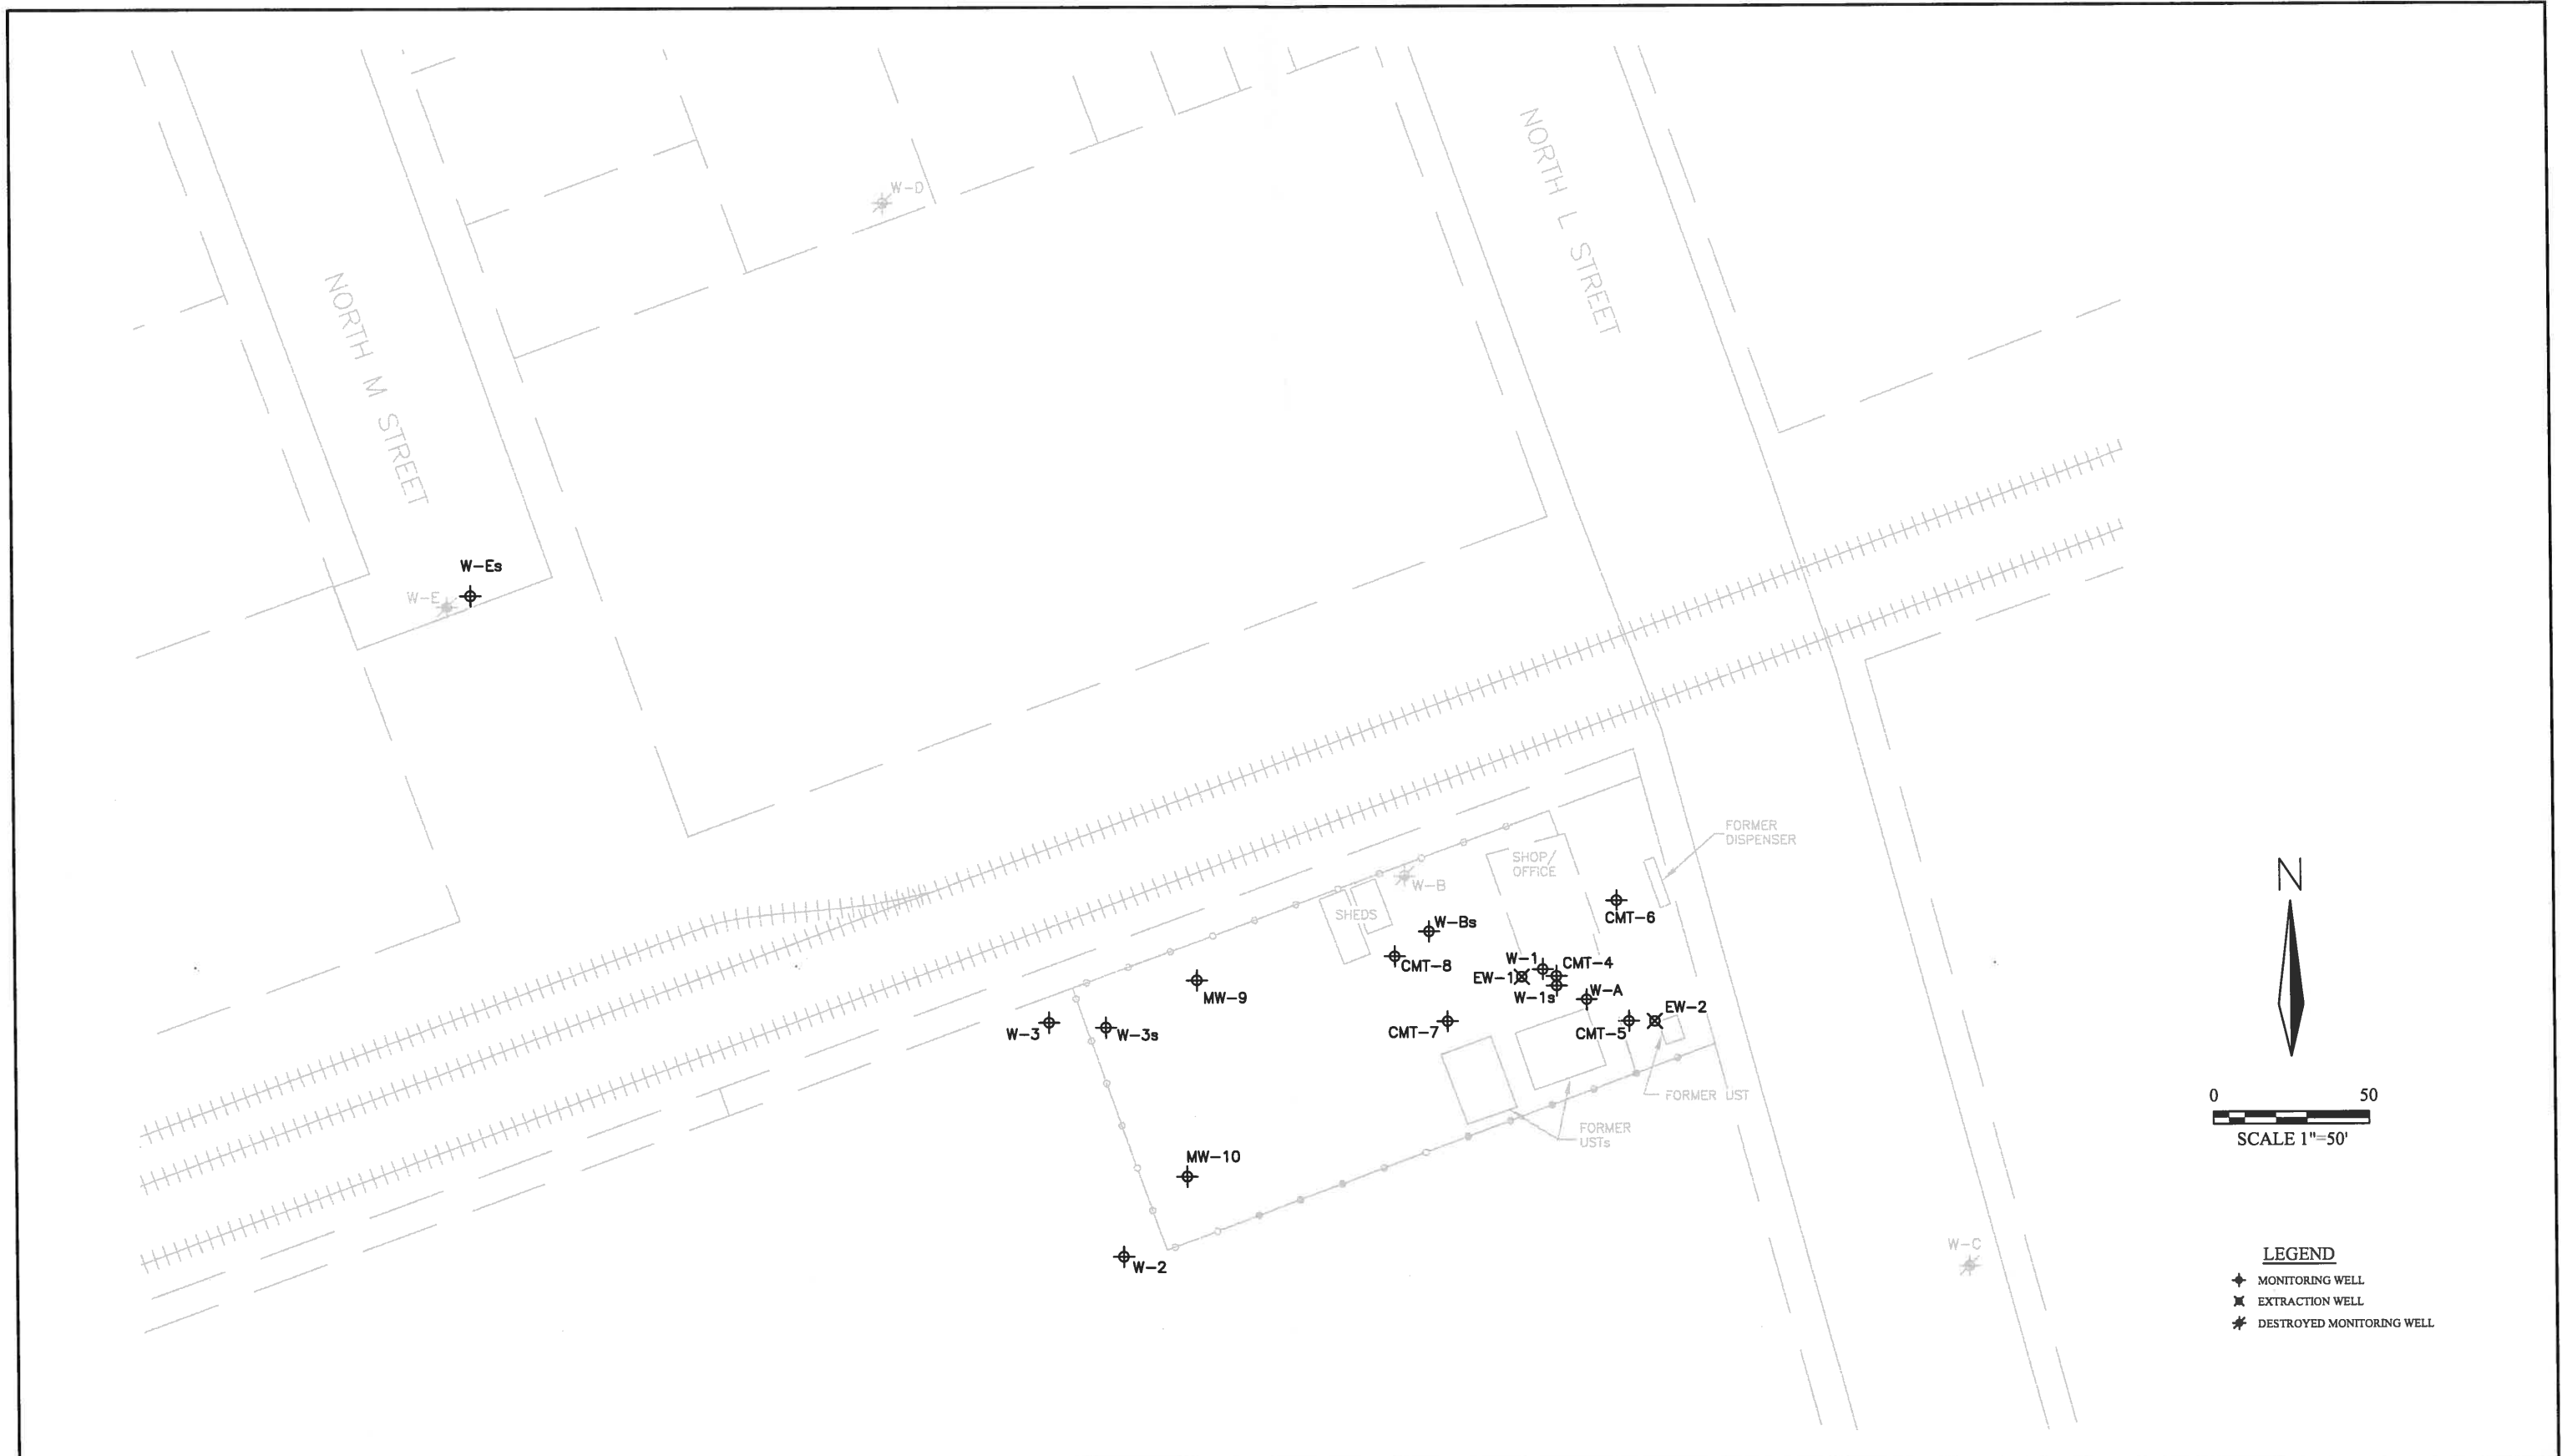 W-D
NORTH L STREET
NORTH M STREET
W-Es
W-E
FORMER
DISPENSER
SHOP/
OFFICE
W-B
SHEDS
CMT-6
W-Bs
W-1
CMT-4
CMT-8
EW-1
W-1s
W-A
MW-9
EW-2
W-3
W-3s
CMT-7
CMT-5
FORMER UST
FORMER
USTs
MW-10
W-2
W-C
N
0 50
SCALE 1"=50'
LEGEND
MONITORING WELL
EXTRACTION WELL
DESTROYED MONITORING WELL